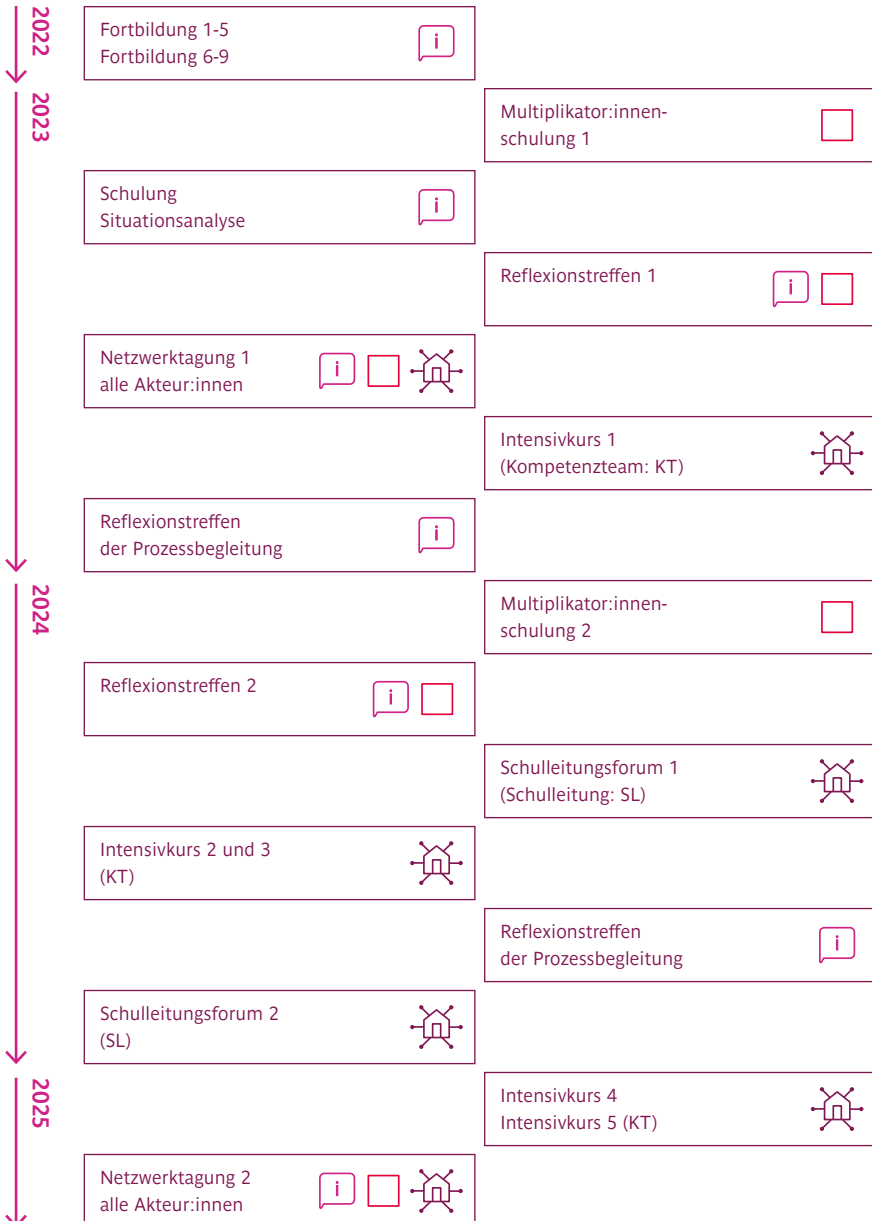 2022
Fortbildung 1-5
Fortbildung 6-9
i
2023
Multiplikator:innen-
schulung 1
Schulung
Situationsanalyse
i
Reflexionstreffen 1
i
Netzwerktagung 1
alle Akteur:innen
i
Intensivkurs 1
(Kompetenzteam: KT)
Reflexionstreffen
der Prozessbegleitung
i
2024
Multiplikator:innen-
schulung 2
Reflexionstreffen 2
i
Schulleitungsforum 1
(Schulleitung: SL)
Intensivkurs 2 und 3
(KT)
Reflexionstreffen
der Prozessbegleitung
i
Schulleitungsforum 2
(SL)
2025
Intensivkurs 4
Intensivkurs 5 (KT)
Netzwerktagung 2
alle Akteur:innen
i